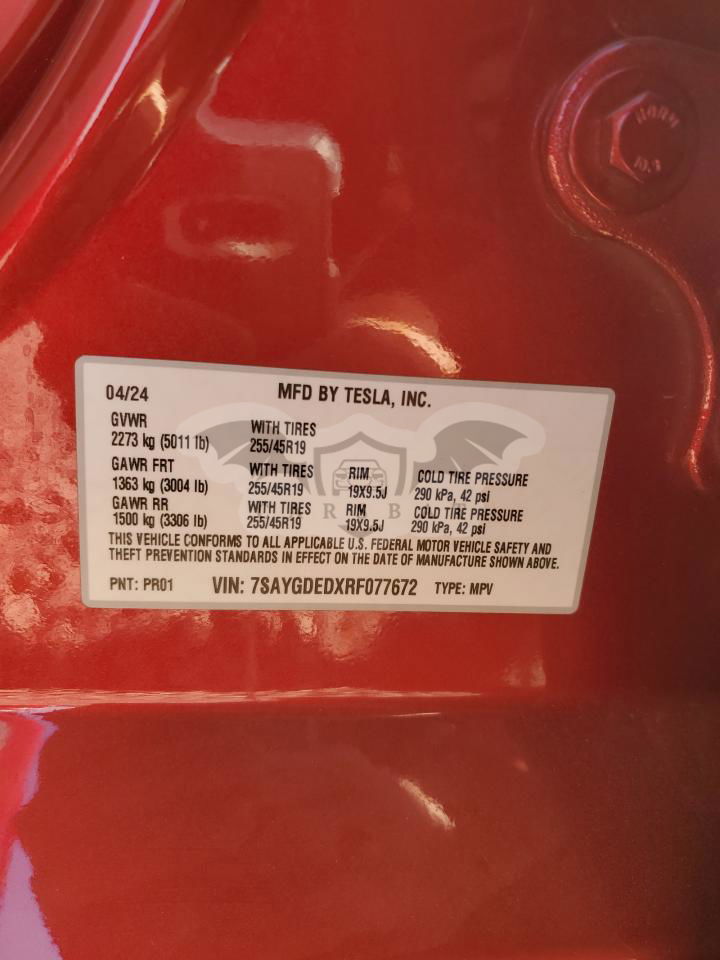 04/24 MFD BY TESLA, INC.
GVWR
2273 kg (5011 lb) WITH TIRES 255/45R19
GAWR FRT WITH TIRES RIM COLD TIRE PRESSURE
1363 kg (3004 lb) 255/45R19 19X9.5J 290 kPa, 42 psi
GAWR RR WITH TIRES RIM COLD TIRE PRESSURE
1500 kg (3306 lb) 255/45R19 19X9.5J 290 kPa, 42 psi
THIS VEHICLE CONFORMS TO ALL APPLICABLE U.S. FEDERAL MOTOR VEHICLE SAFETY AND
THEFT PREVENTION STANDARDS IN EFFECT ON THE DATE OF MANUFACTURE SHOWN ABOVE.
PNT: PR01 VIN: 7SAYGDEDXRF077672 TYPE: MPV